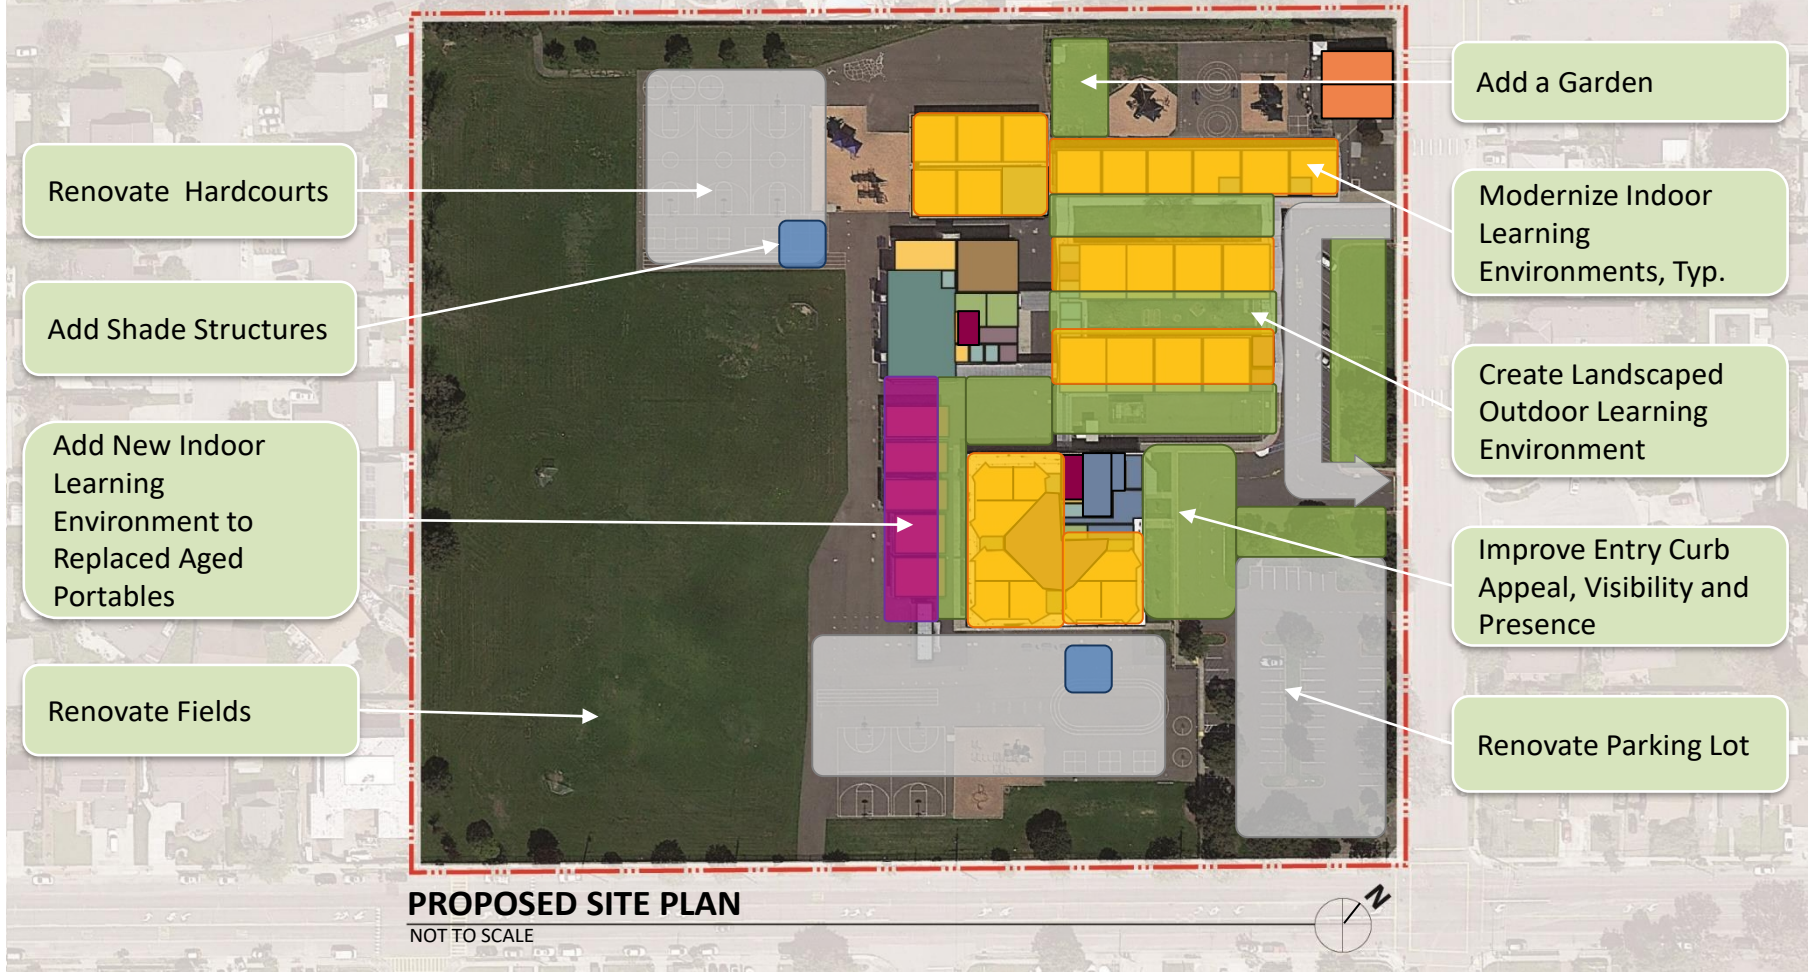 Renovate Hardcourts
Add Shade Structures
Add New Indoor
Learning
Environment to
Replaced Aged
Portables
Renovate Fields
Add a Garden
Modernize Indoor
Learning
Environments, Typ.
Create Landscaped
Outdoor Learning
Environment
Improve Entry Curb
Appeal, Visibility and
Presence
Renovate Parking Lot
PROPOSED SITE PLAN
NOT TO SCALE
N